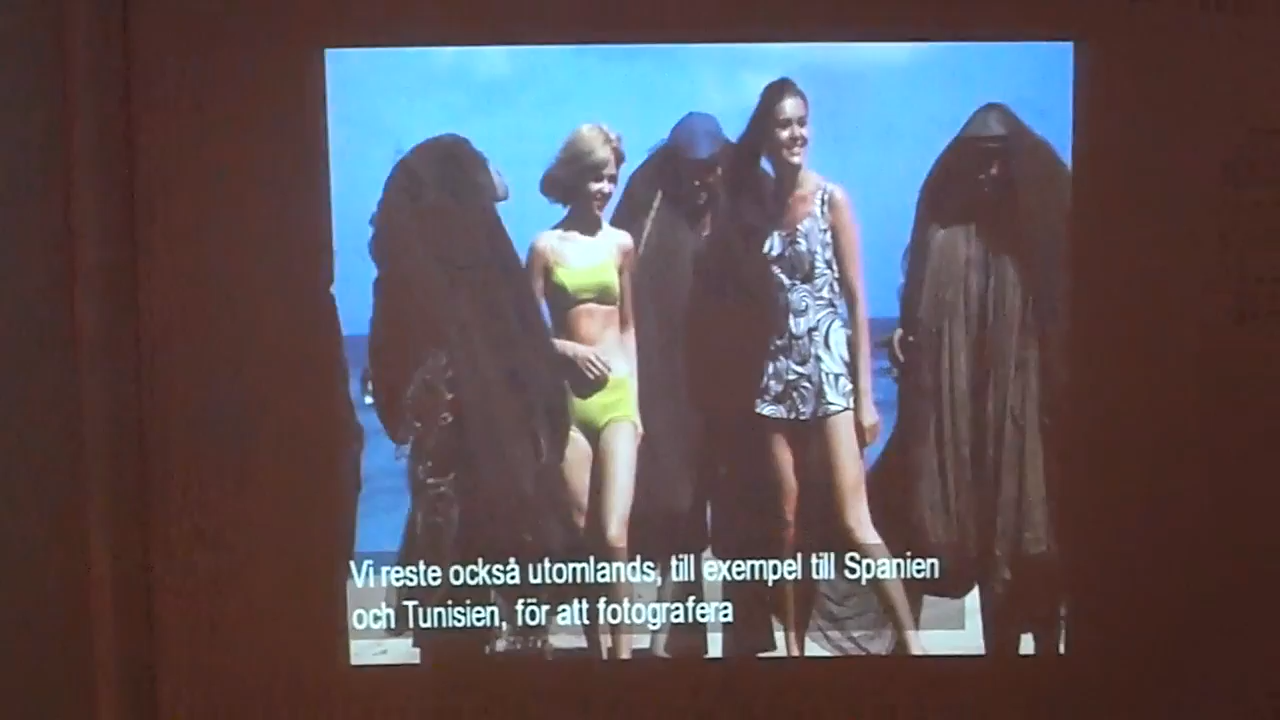 Vi reste också utomlands, till exempel till Spanien
och Tunisien, för att fotografera